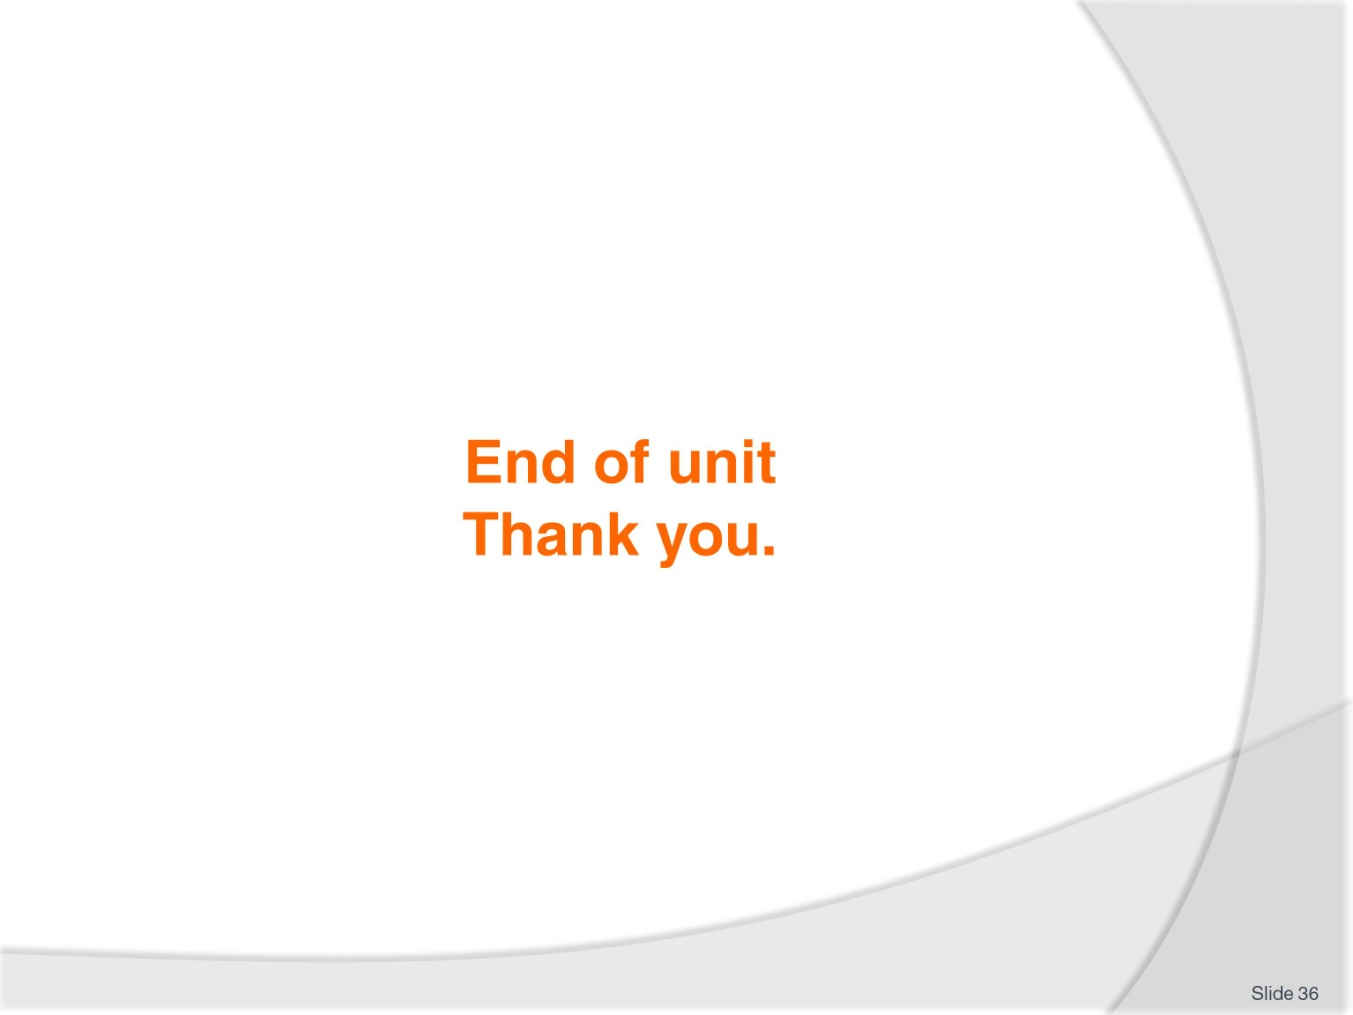 End of unit
Thank you.
Slide 36